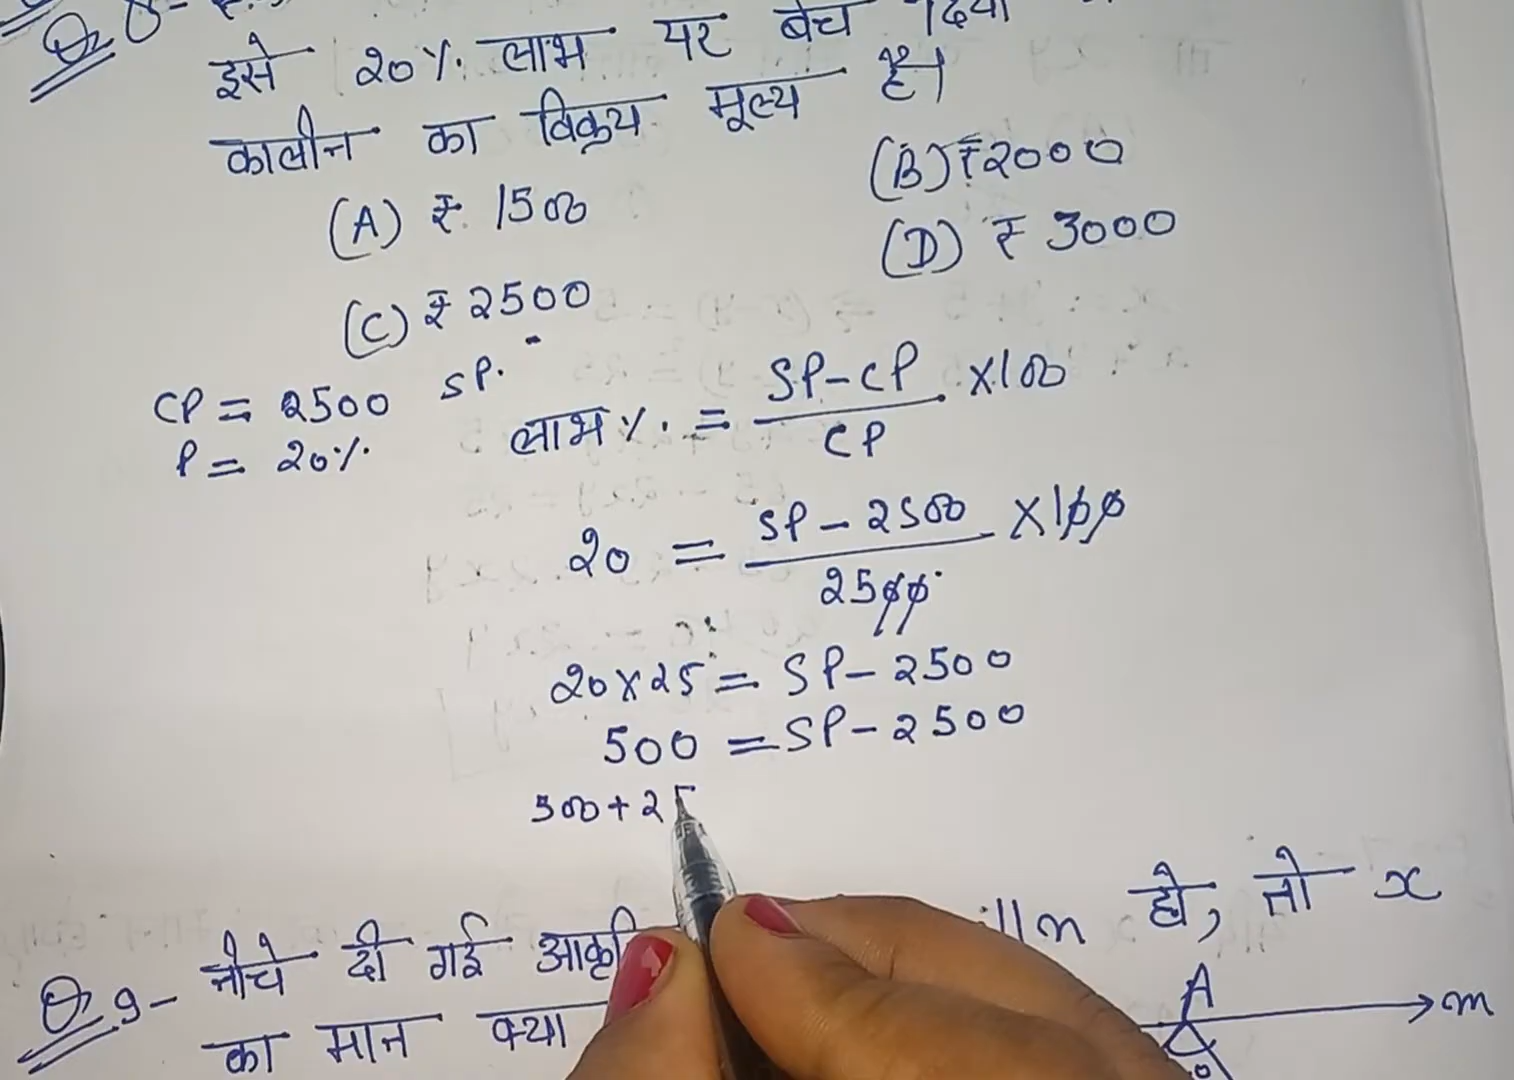 इसे 20%. लाभ पर बेच दिया
कालीन का विक्रय मूल्य है।
(A) ₹. 1500
(B) ₹2000
(C) ₹ 2500
(D) ₹ 3000
CP = 2500 SP.
P = 20%.
लाभ%. = SP-CP / CP ×100
20 = SP - 2500 / 2500 ×100
20×25 = SP - 2500
500 = SP - 2500
500+25
Q.9- नीचे दी गई ill n हो, तो x
का मान क्या
A
m